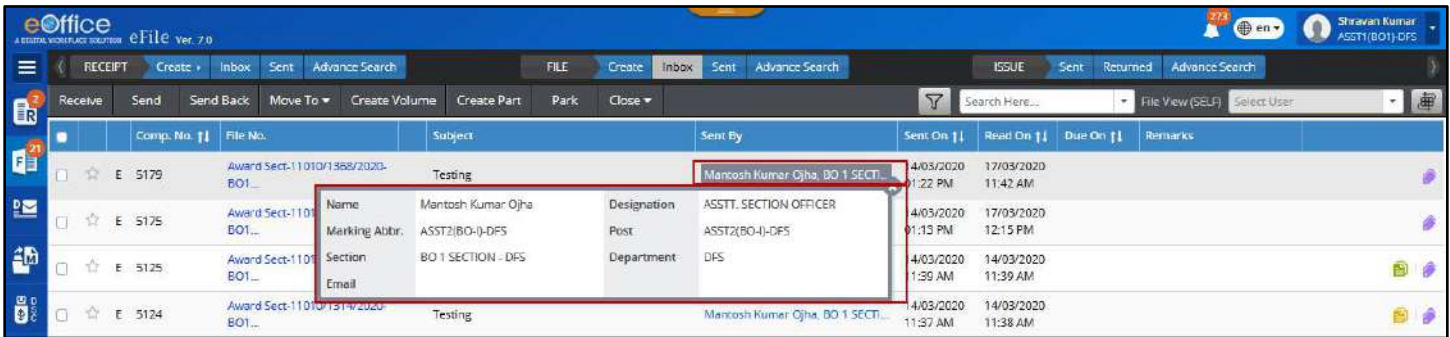 eOffice
A DIGITAL WORKPLACE SOLUTION eFile Ver. 7.0
273
en
Shravan Kumar
ASST1(BO1)-DFS
RECEIPT Create Inbox Sent Advance Search FILE Create Inbox Sent Advance Search ISSUE Sent Returned Advance Search
Receive Send Send Back Move To Create Volume Create Part Park Close Search Here... File View (SELF) Select User
2
R
Comp. No. File No. Subject Sent By Sent On Read On Due On Remarks
21
F
E 5179 Award Sect-11010/1368/2020-BO1... Testing Mantosh Kumar Ojha, BO 1 SECTI... 14/03/2020 17/03/2020
01:22 PM 11:42 AM
Name Mantosh Kumar Ojha Designation ASSTT. SECTION OFFICER
Marking Abbr. ASST2(BO-I)-DFS Post ASST2(BO-I)-DFS
Section BO 1 SECTION - DFS Department DFS
Email
E 5175 Award Sect-1101 4/03/2020 17/03/2020
BO1... 01:13 PM 12:15 PM
D
M
E 5125 Award Sect-1101 4/03/2020 14/03/2020
BO1... 11:39 AM 11:39 AM
D
S
C
E 5124 Award Sect-11010/1314/2020- Testing Mantosh Kumar Ojha, BO 1 SECTI... 14/03/2020 14/03/2020
BO1... 11:37 AM 11:38 AM